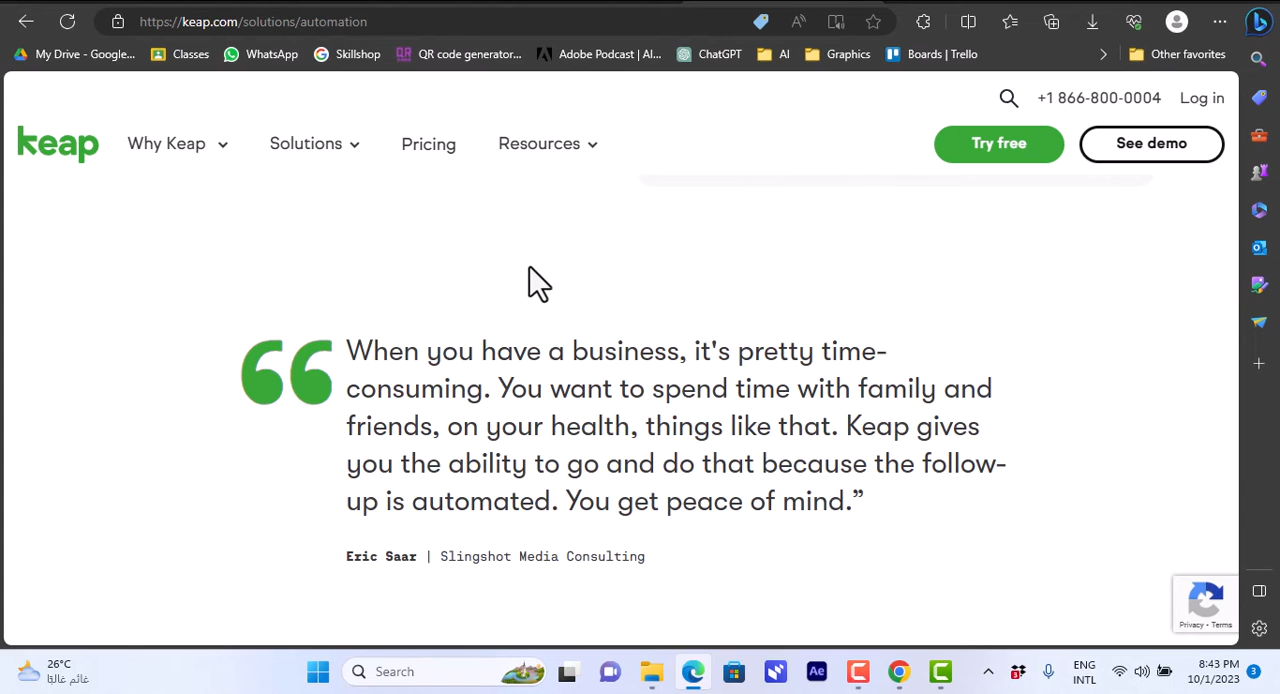 https://keap.com/solutions/automation
My Drive - Google...
Classes
WhatsApp
Skillshop
QR code generator...
Adobe Podcast | Al...
ChatGPT
AI
Graphics
Boards | Trello
Other favorites
+1 866-800-0004
Log in
keap
Why Keap
Solutions
Pricing
Resources
Try free
See demo
When you have a business, it's pretty time-
consuming. You want to spend time with family and
friends, on your health, things like that. Keap gives
you the ability to go and do that because the follow-
up is automated. You get peace of mind.”
Eric Saar | Slingshot Media Consulting
Privacy - Terms
26°C
غائم غالبًا
Search
Ae
ENG
INTL
8:43 PM
10/1/2023
3